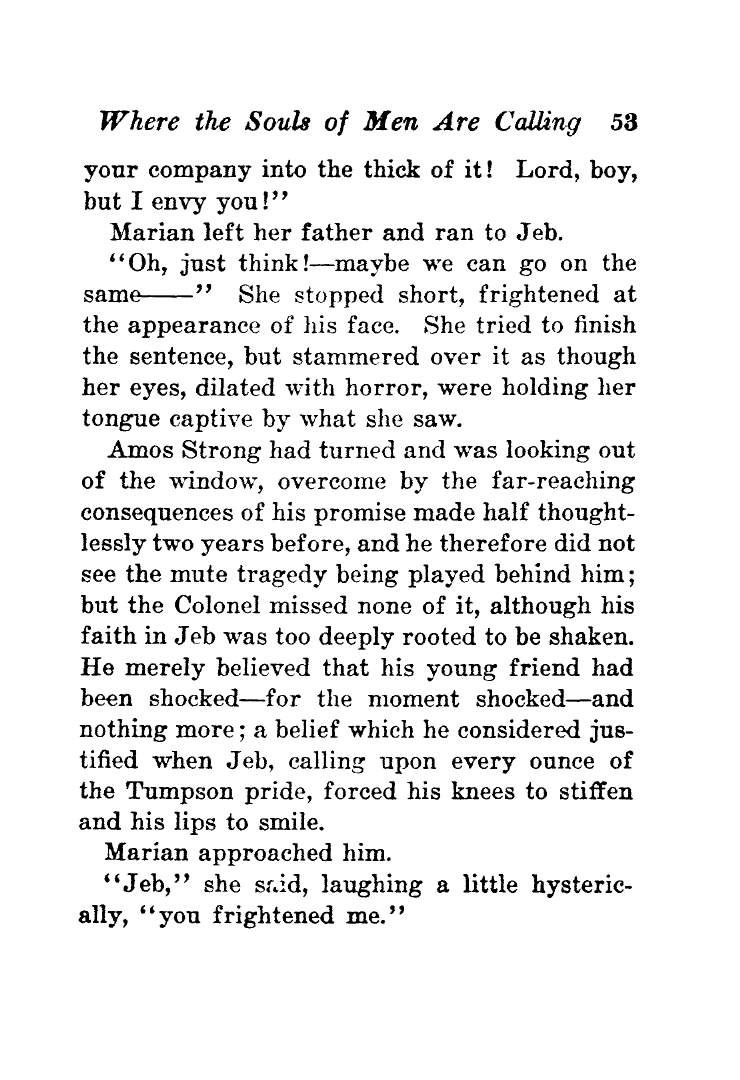 Where the Souls of Men Are Calling 53
your company into the thick of it! Lord, boy,
but I envy you!''
Marian left her father and ran to Jeb.
''Oh, just think!—maybe we can go on the
same——'' She stopped short, frightened at
the appearance of his face. She tried to finish
the sentence, but stammered over it as though
her eyes, dilated with horror, were holding her
tongue captive by what she saw.
Amos Strong had turned and was looking out
of the window, overcome by the far-reaching
consequences of his promise made half thought-
lessly two years before, and he therefore did not
see the mute tragedy being played behind him;
but the Colonel missed none of it, although his
faith in Jeb was too deeply rooted to be shaken.
He merely believed that his young friend had
been shocked—for the moment shocked—and
nothing more; a belief which he considered jus-
tified when Jeb, calling upon every ounce of
the Tumpson pride, forced his knees to stiffen
and his lips to smile.
Marian approached him.
''Jeb,'' she said, laughing a little hysteric-
ally, ''you frightened me.''